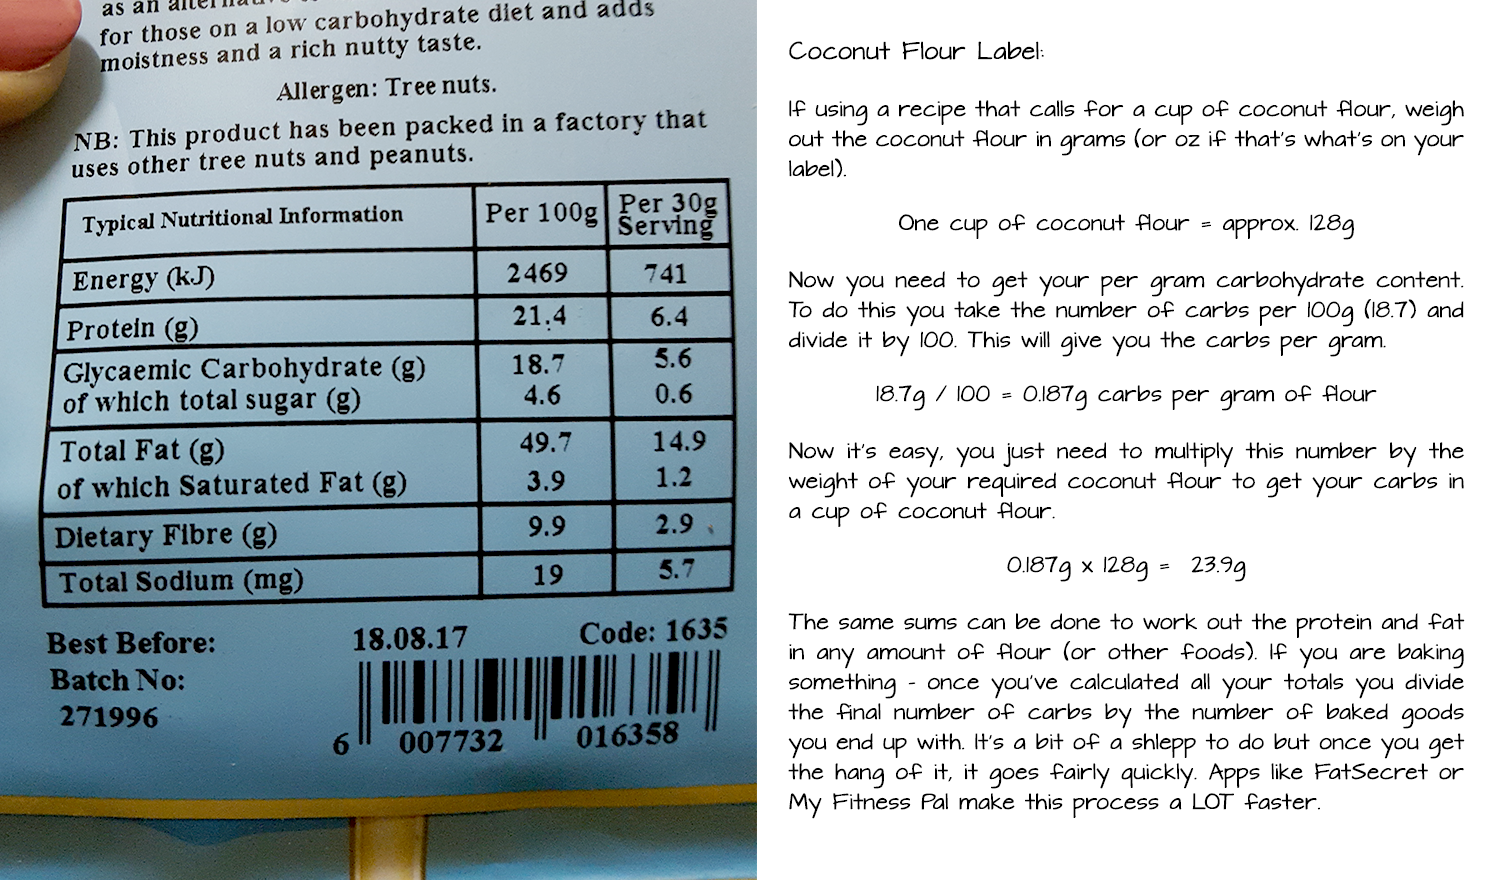 as an
for those on a low carbohydrate diet and adds
moistness and a rich nutty taste.
Allergen: Tree nuts.
NB: This product has been packed in a factory that
uses other tree nuts and peanuts.
Typical Nutritional Information Per 100g Per 30g Serving
Energy (kJ) 2469 741
Protein (g) 21.4 6.4
Glycaemic Carbohydrate (g) 18.7 5.6
of which total sugar (g) 4.6 0.6
Total Fat (g) 49.7 14.9
of which Saturated Fat (g) 3.9 1.2
Dietary Fibre (g) 9.9 2.9
Total Sodium (mg) 19 5.7
Best Before: 18.08.17 Code: 1635
Batch No:
271996
6 007732 016358
Coconut Flour Label:
If using a recipe that calls for a cup of coconut flour, weigh
out the coconut flour in grams (or oz if that's what's on your
label).
One cup of coconut flour = approx. 128g
Now you need to get your per gram carbohydrate content.
To do this you take the number of carbs per 100g (18.7) and
divide it by 100. This will give you the carbs per gram.
18.7g / 100 = 0.187g carbs per gram of flour
Now it's easy, you just need to multiply this number by the
weight of your required coconut flour to get your carbs in
a cup of coconut flour.
0.187g x 128g = 23.9g
The same sums can be done to work out the protein and fat
in any amount of flour (or other foods). If you are baking
something - once you've calculated all your totals you divide
the final number of carbs by the number of baked goods
you end up with. It's a bit of a shlepp to do but once you get
the hang of it, it goes fairly quickly. Apps like FatSecret or
My Fitness Pal make this process a LOT faster.